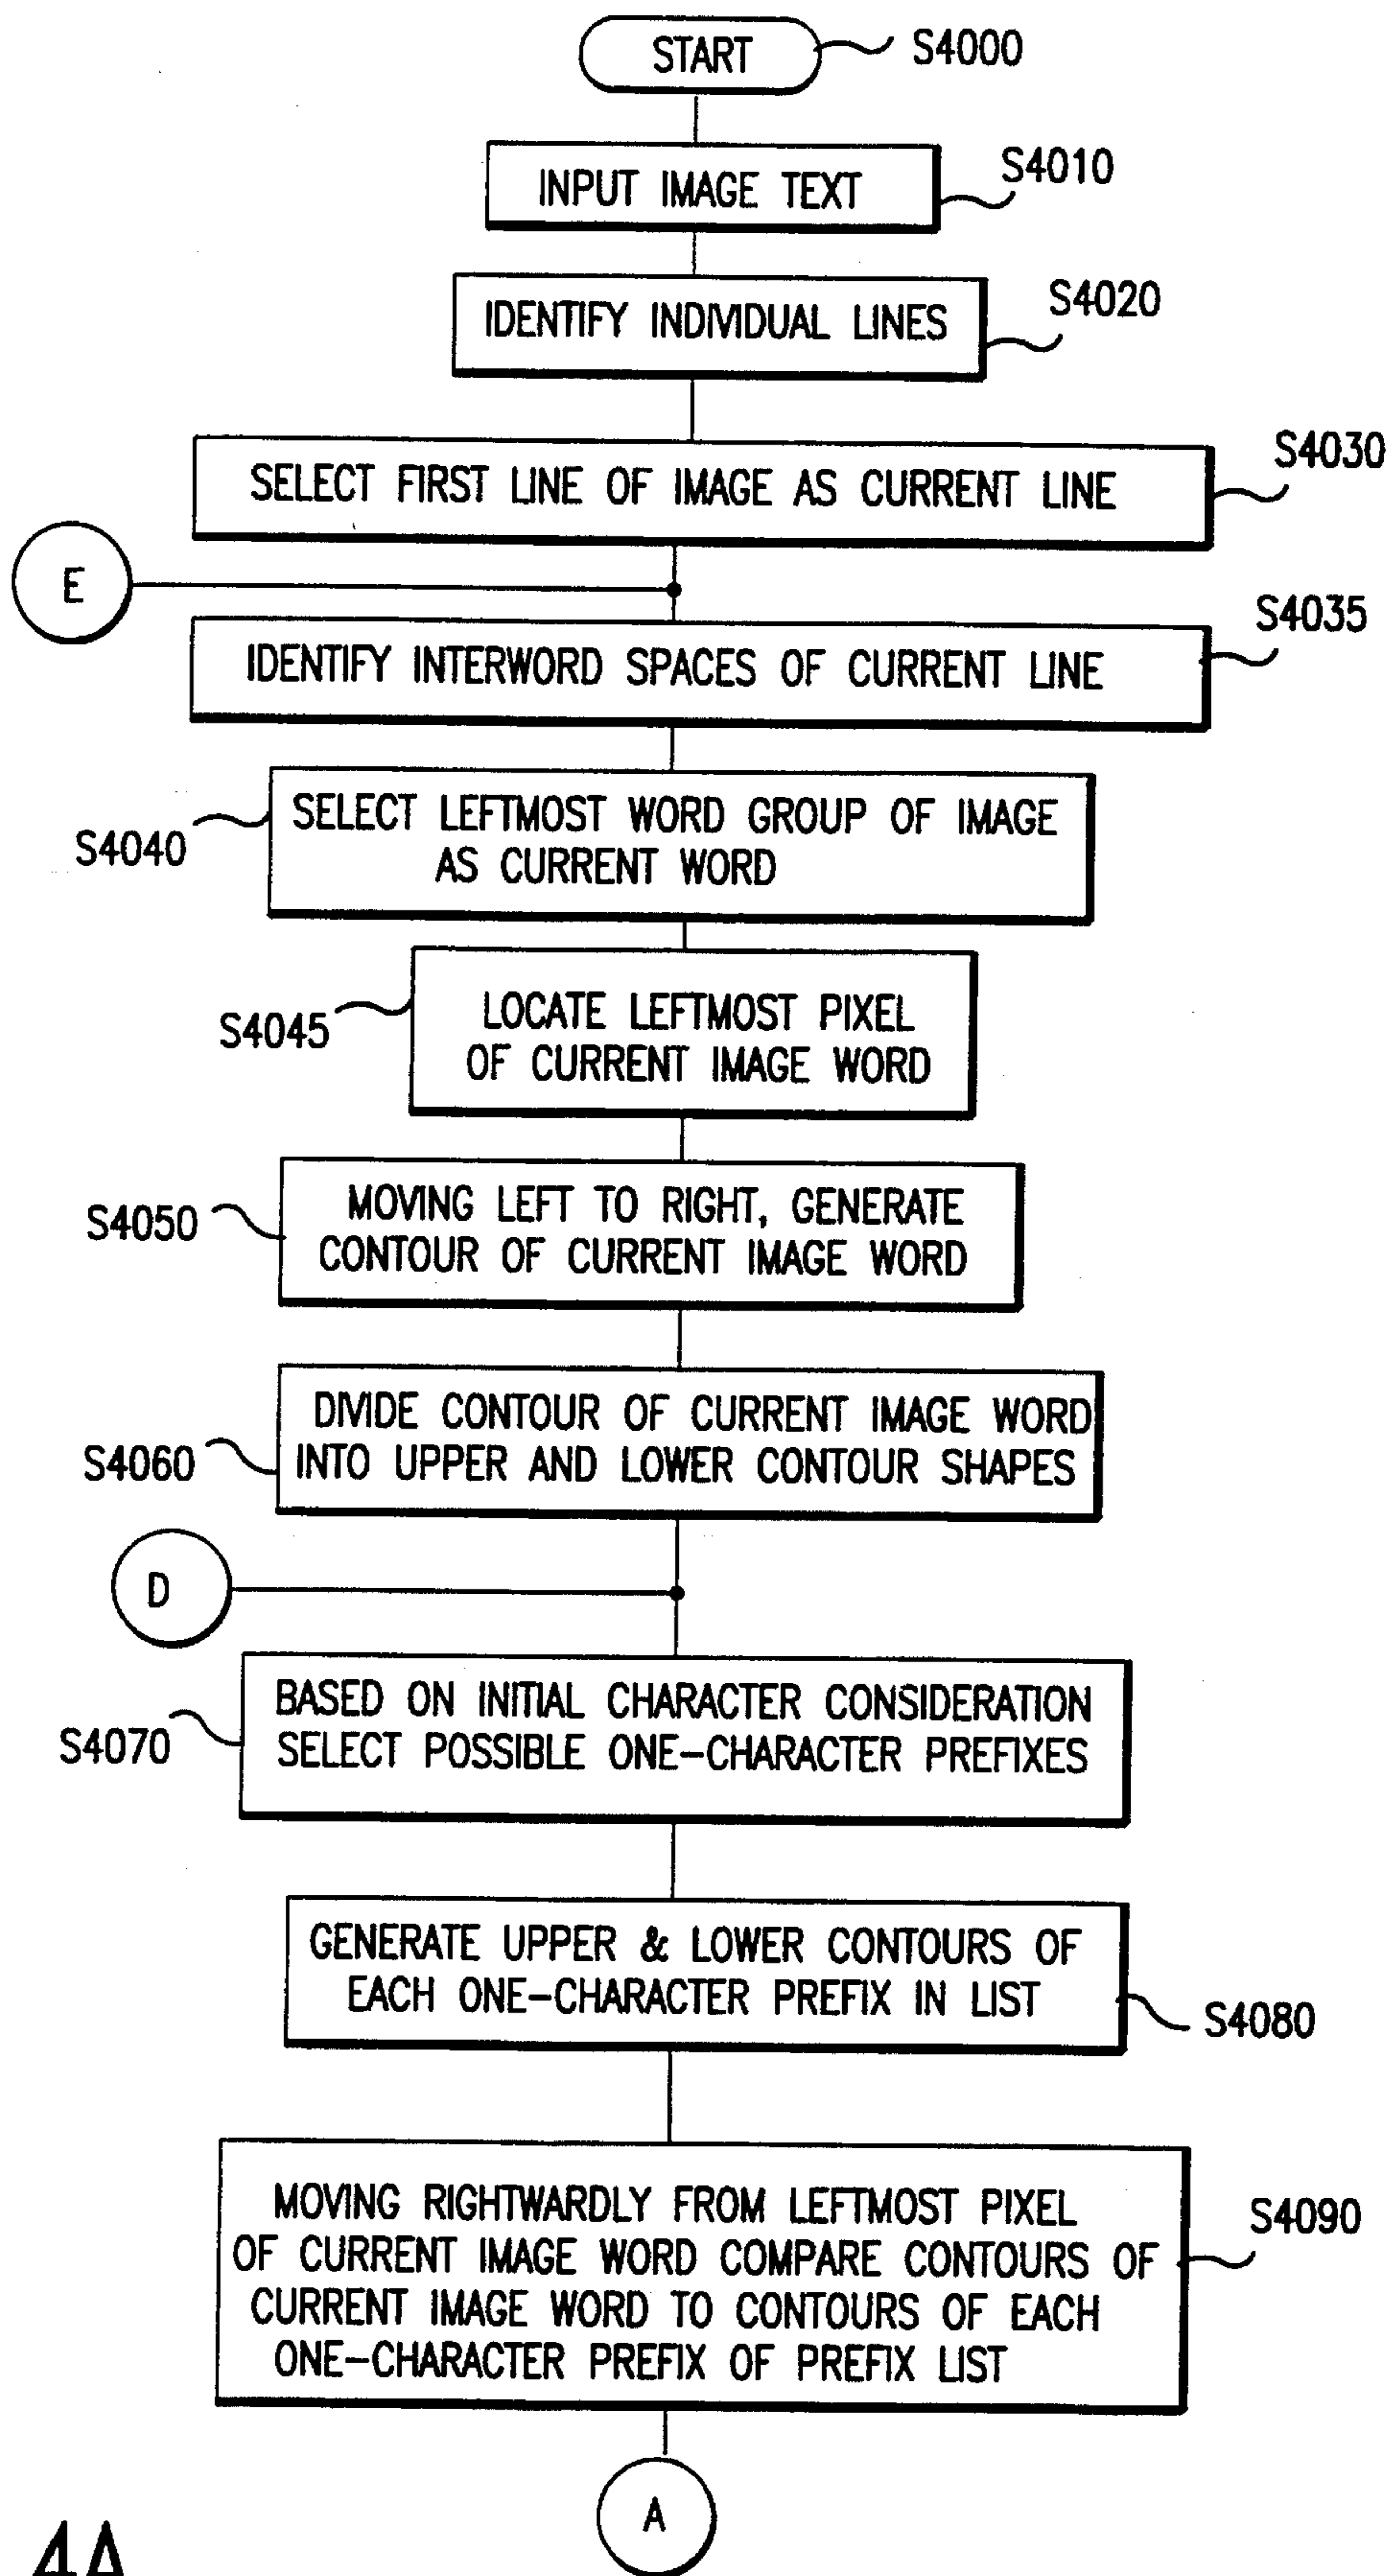 START
S4000
INPUT IMAGE TEXT
S4010
IDENTIFY INDIVIDUAL LINES
S4020
SELECT FIRST LINE OF IMAGE AS CURRENT LINE
S4030
E
IDENTIFY INTERWORD SPACES OF CURRENT LINE
S4035
SELECT LEFTMOST WORD GROUP OF IMAGE
AS CURRENT WORD
S4040
LOCATE LEFTMOST PIXEL
OF CURRENT IMAGE WORD
S4045
MOVING LEFT TO RIGHT, GENERATE
CONTOUR OF CURRENT IMAGE WORD
S4050
DIVIDE CONTOUR OF CURRENT IMAGE WORD
INTO UPPER AND LOWER CONTOUR SHAPES
S4060
D
BASED ON INITIAL CHARACTER CONSIDERATION
SELECT POSSIBLE ONE-CHARACTER PREFIXES
S4070
GENERATE UPPER & LOWER CONTOURS OF
EACH ONE-CHARACTER PREFIX IN LIST
S4080
MOVING RIGHTWARDLY FROM LEFTMOST PIXEL
OF CURRENT IMAGE WORD COMPARE CONTOURS OF
CURRENT IMAGE WORD TO CONTOURS OF EACH
ONE-CHARACTER PREFIX OF PREFIX LIST
S4090
A
4A